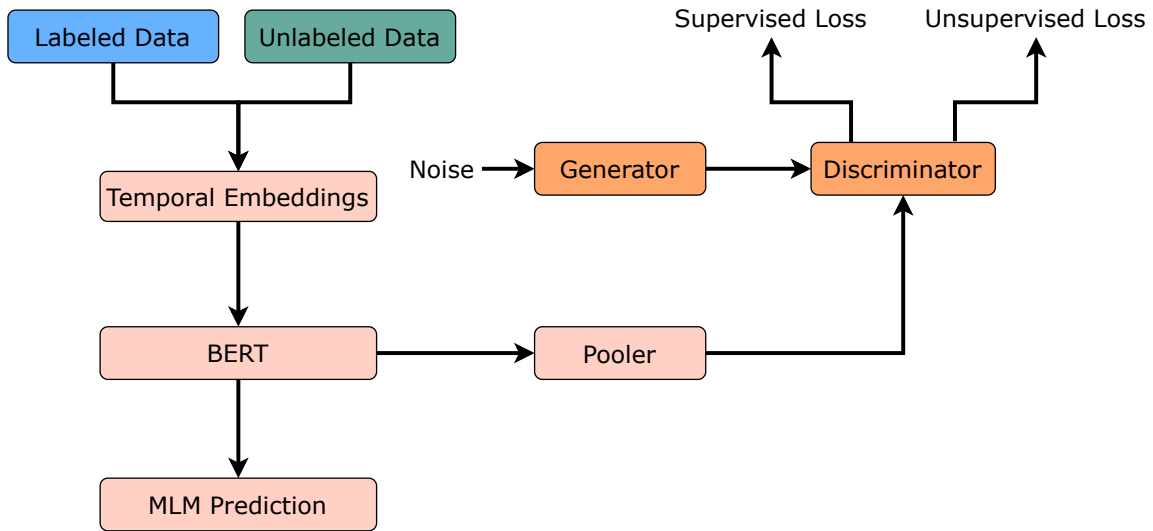 Labeled Data
Unlabeled Data
Supervised Loss
Unsupervised Loss
Temporal Embeddings
Noise
Generator
Discriminator
BERT
Pooler
MLM Prediction